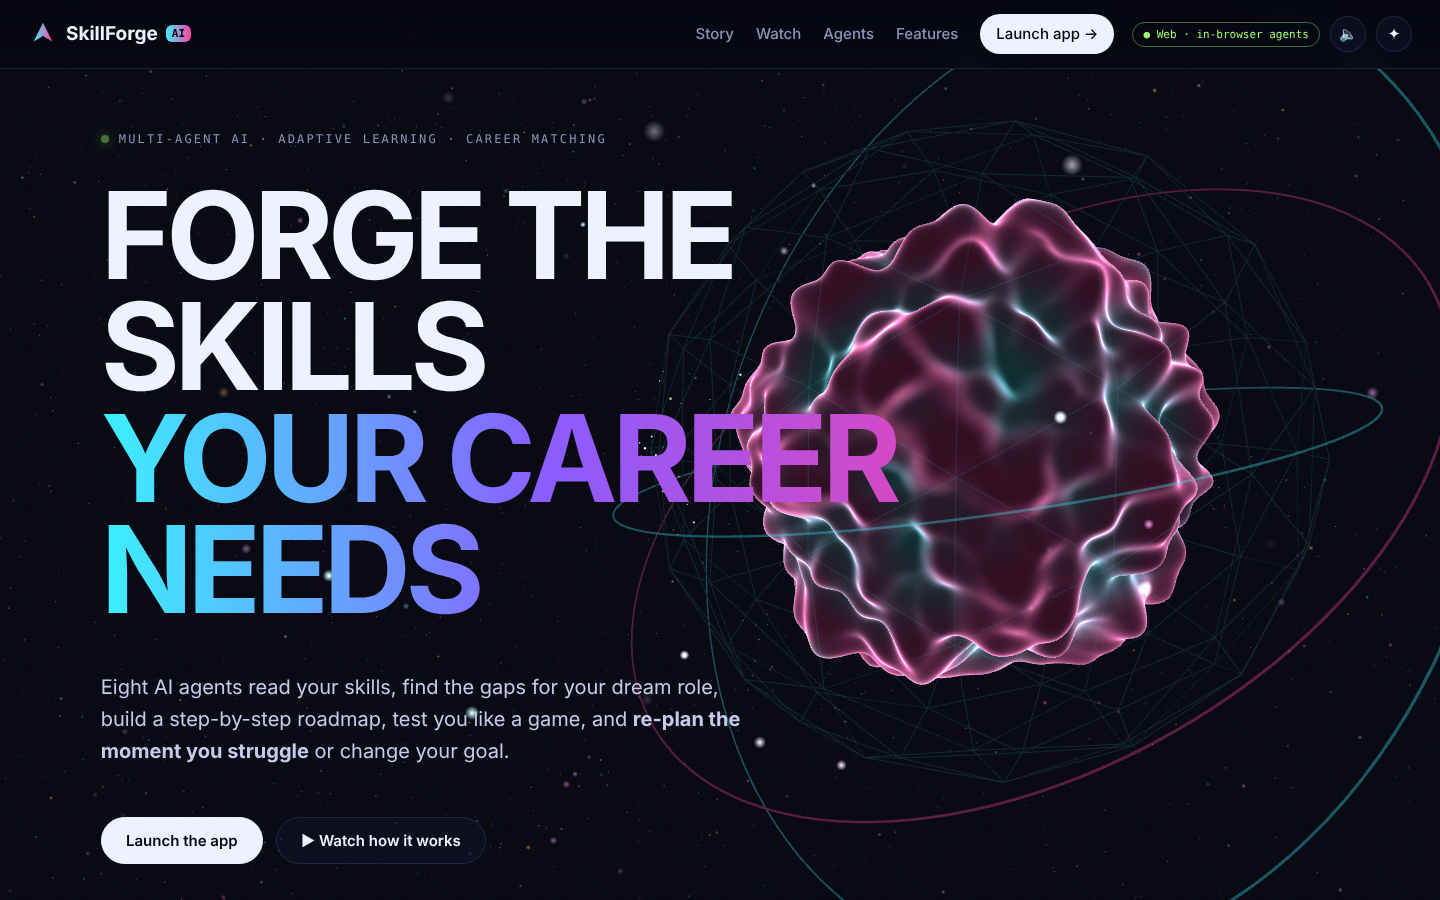 SkillForge AI
Story Watch Agents Features Launch app → ● Web · in-browser agents
MULTI-AGENT AI · ADAPTIVE LEARNING · CAREER MATCHING
FORGE THE
SKILLS
YOUR CAREER
NEEDS
Eight AI agents read your skills, find the gaps for your dream role,
build a step-by-step roadmap, test you like a game, and re-plan the
moment you struggle or change your goal.
Launch the app ▶ Watch how it works